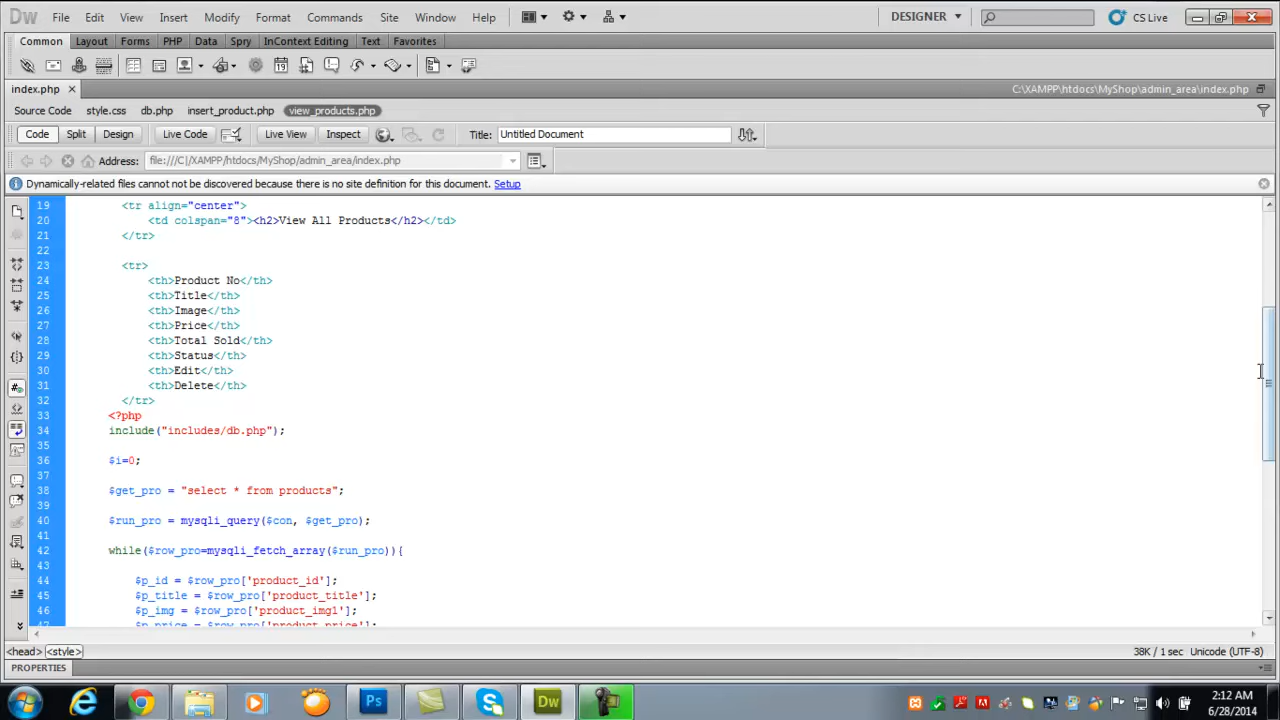 Dw File Edit View Insert Modify Format Commands Site Window Help DESIGNER CS Live
Common Layout Forms PHP Data Spry InContext Editing Text Favorites
index.php C:\XAMPP\htdocs\MyShop\admin_area\index.php
Source Code style.css db.php insert_product.php view_products.php
Code Split Design Live Code Live View Inspect Title: Untitled Document
Address: file:///C|/XAMPP/htdocs/MyShop/admin_area/index.php
Dynamically-related files cannot not be discovered because there is no site definition for this document. Setup
19 <tr align="center">
20 <td colspan="8"><h2>View All Products</h2></td>
21 </tr>
22
23 <tr>
24 <th>Product No</th>
25 <th>Title</th>
26 <th>Image</th>
27 <th>Price</th>
28 <th>Total Sold</th>
29 <th>Status</th>
30 <th>Edit</th>
31 <th>Delete</th>
32 </tr>
33 <?php
34 include("includes/db.php");
35
36 $i=0;
37
38 $get_pro = "select * from products";
39
40 $run_pro = mysqli_query($con, $get_pro);
41
42 while($row_pro=mysqli_fetch_array($run_pro)){
43
44 $p_id = $row_pro['product_id'];
45 $p_title = $row_pro['product_title'];
46 $p_img = $row_pro['product_img1'];
47 $p_price = $row_pro['product_price'];
<head> <style> 38K / 1 sec Unicode (UTF-8)
PROPERTIES
Ps Dw 2:12 AM
6/28/2014